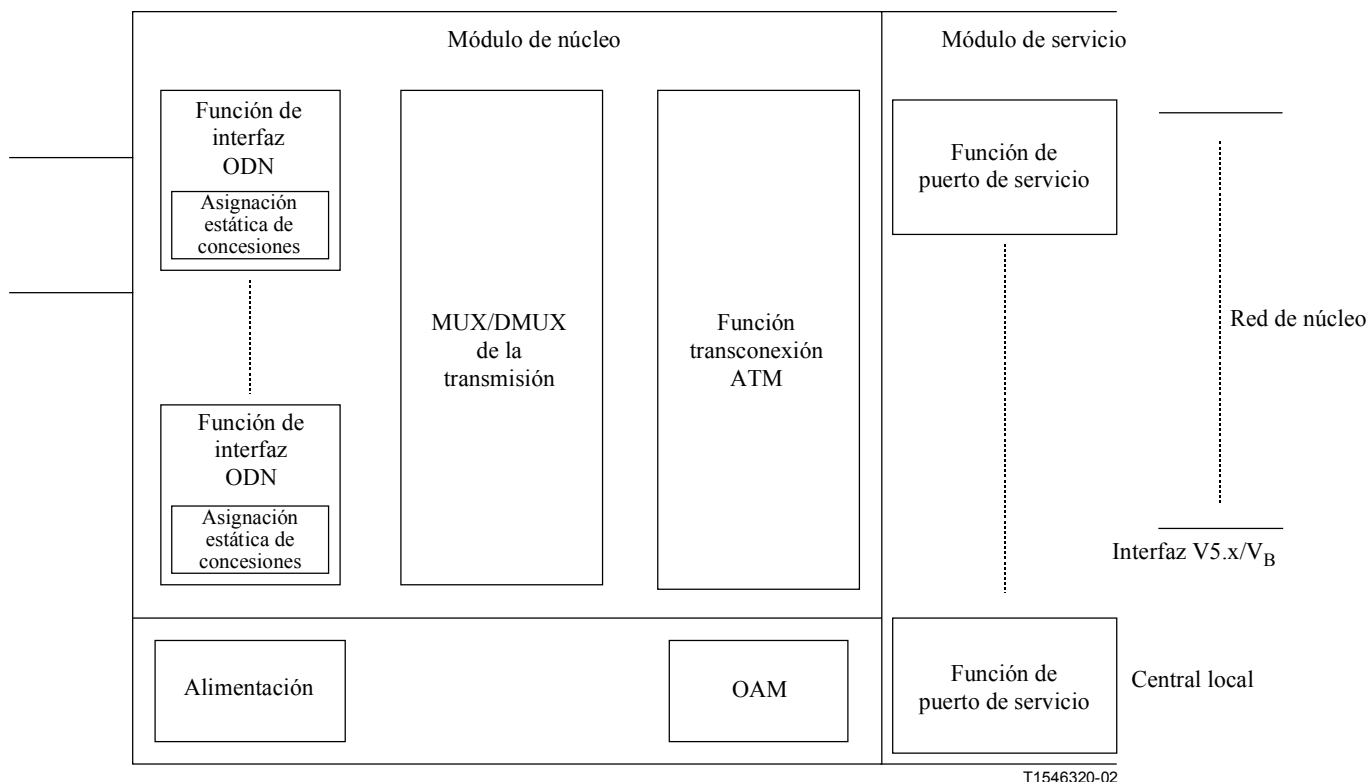 Módulo de núcleo
Módulo de servicio
Función de
interfaz
ODN
Asignación
estática de
concesiones
MUX/DMUX
de la
transmisión
Función
transconexión
ATM
Función de
puerto de servicio
Red de núcleo
Función de
interfaz
ODN
Asignación
estática de
concesiones
Interfaz V5.x/VB
Alimentación
OAM
Función de
puerto de servicio
Central local
T1546320-02